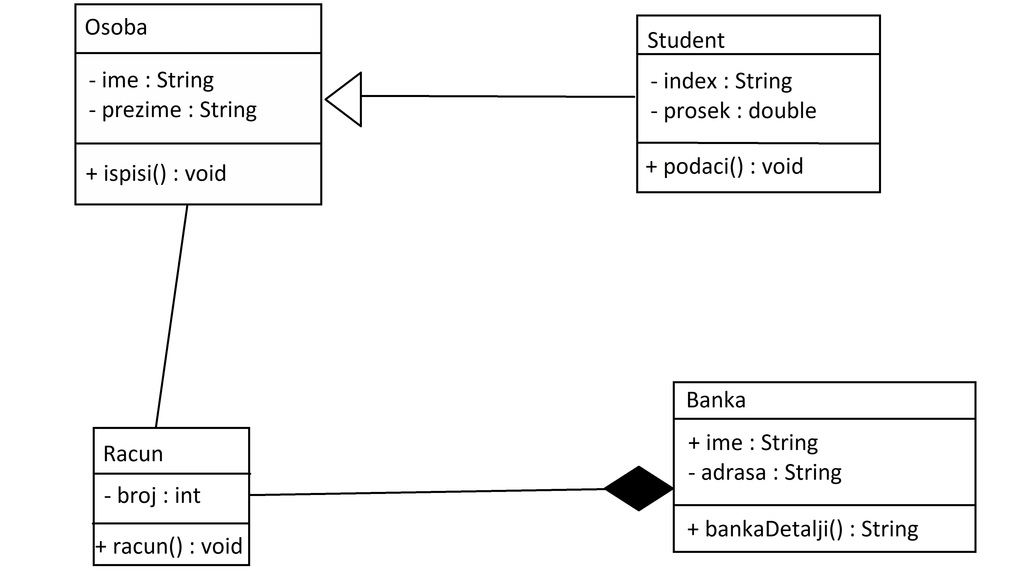 Osoba
- ime : String
- prezime : String
+ ispisi() : void
Student
- index : String
- prosek : double
+ podaci() : void
Racun
- broj : int
+ racun() : void
Banka
+ ime : String
- adrasa : String
+ bankaDetalji() : String